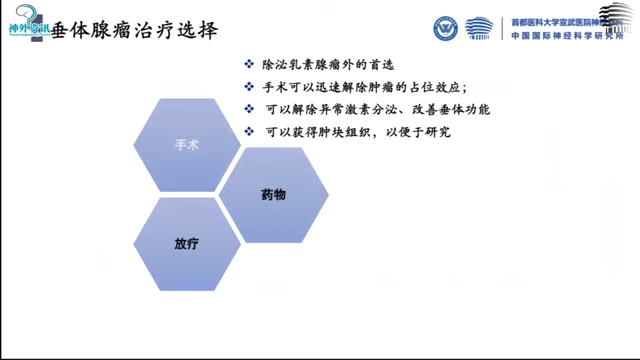 神外资讯
垂体腺瘤治疗选择
首都医科大学宣武医院神经
中国国际神经科学研究所
❖ 除泌乳素腺瘤外的首选
❖ 手术可以迅速解除肿瘤的占位效应；
❖ 可以解除异常激素分泌、改善垂体功能
❖ 可以获得肿块组织，以便于研究
手术
药物
放疗